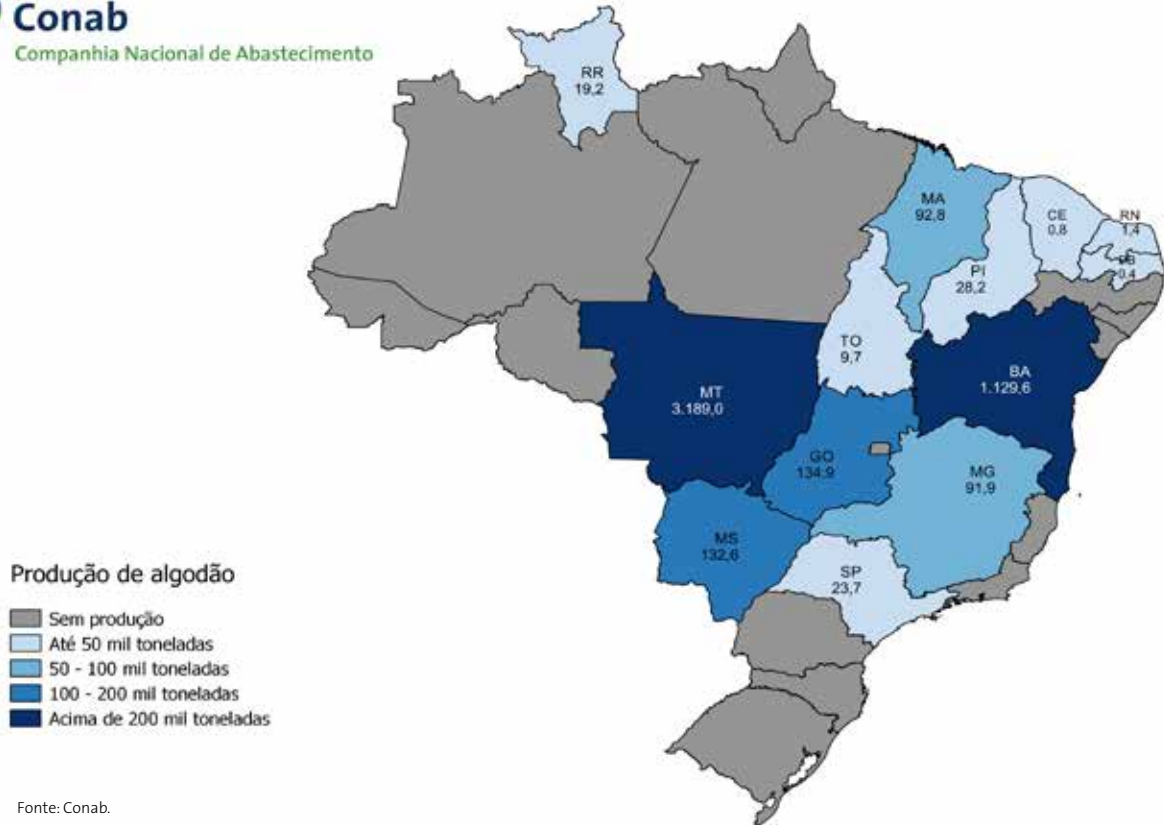 Conab
Companhia Nacional de Abastecimento
RR
19,2
MA
92,8
CE
0,8
RN
1,4
PB
0,4
PI
28,2
TO
9,7
BA
1.129,6
MT
3.189,0
GO
134,9
MG
91,9
MS
132,6
SP
23,7
Produção de algodão
Sem produção
Até 50 mil toneladas
50 - 100 mil toneladas
100 - 200 mil toneladas
Acima de 200 mil toneladas
Fonte: Conab.